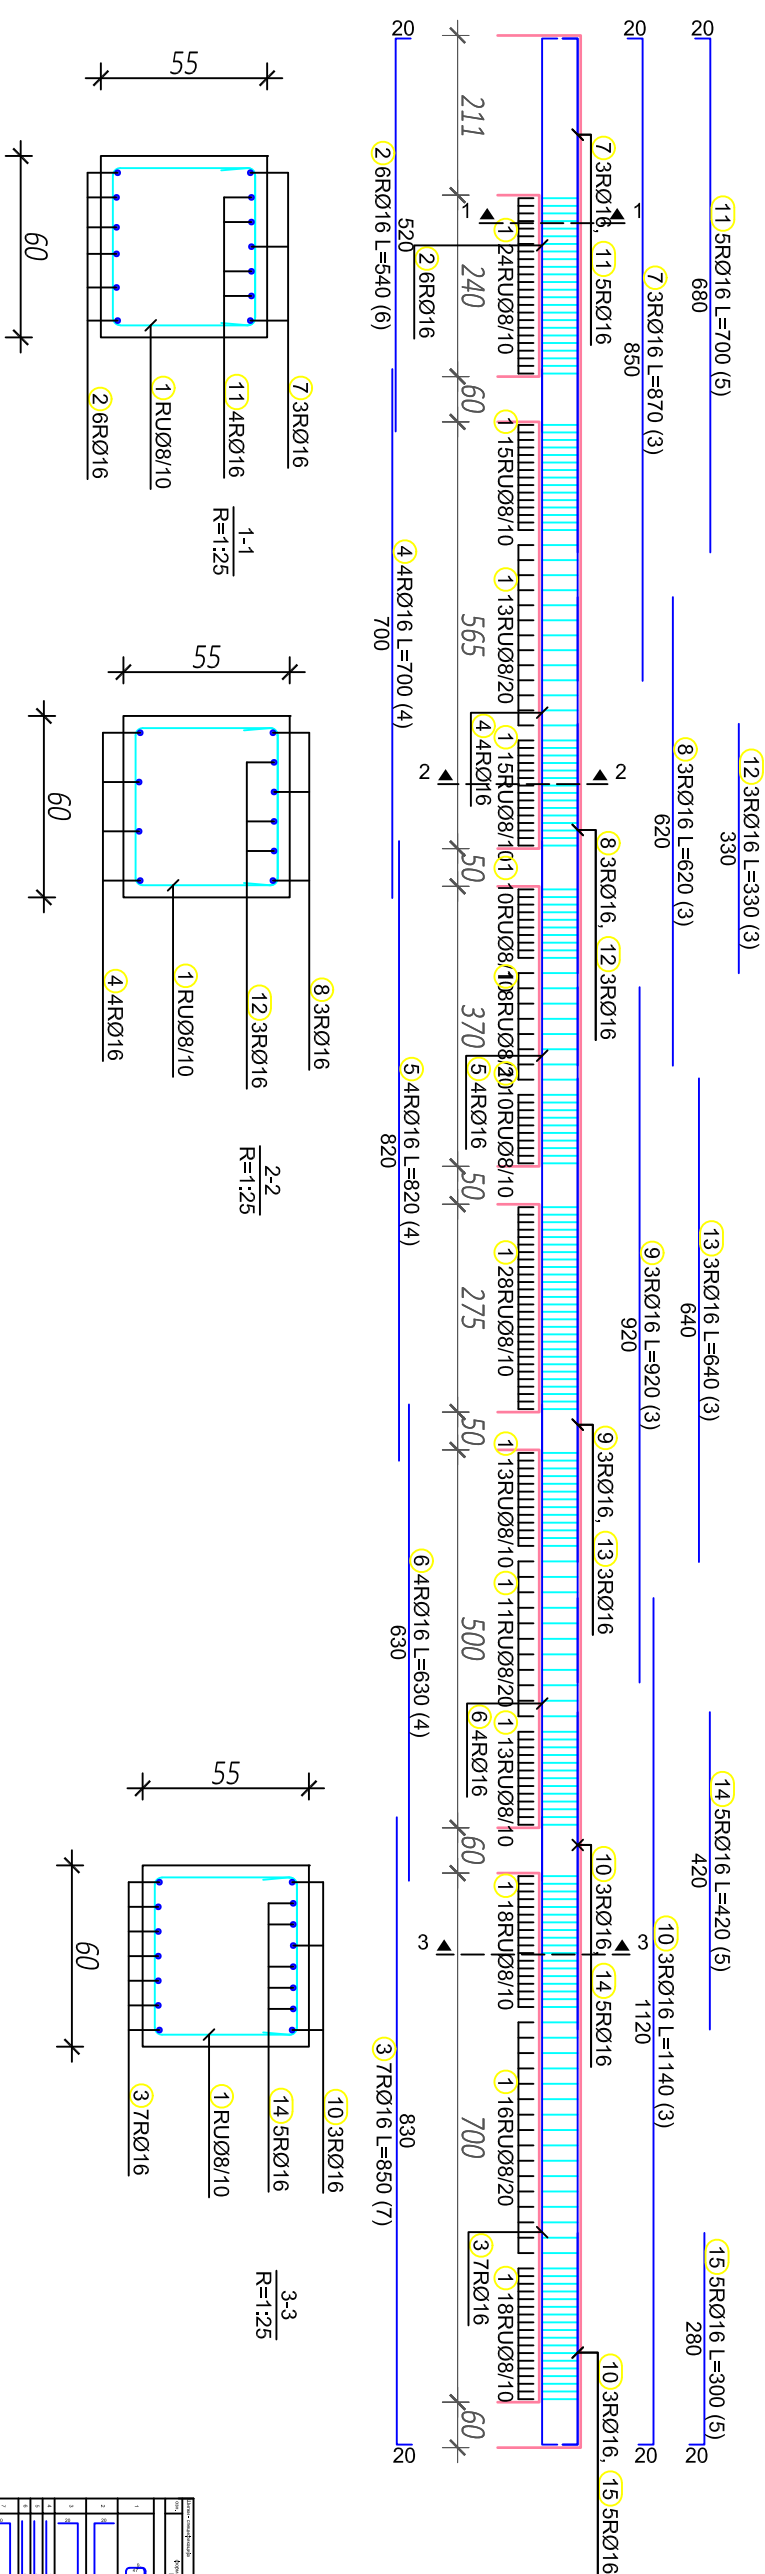 15 5RØ16 L=300 (5)
280
12 3RØ16 L=330 (3)
330
11 5RØ16 L=700 (5)
680
20
13 3RØ16 L=640 (3)
640
14 5RØ16 L=420 (5)
420
8 3RØ16 L=620 (3)
620
20
7 3RØ16 L=870 (3)
850
9 3RØ16 L=920 (3)
920
10 3RØ16 L=1140 (3)
1120
20
7 3RØ16, 11 5RØ16
8 3RØ16, 12 3RØ16
9 3RØ16, 13 3RØ16
10 3RØ16, 14 5RØ16
10 3RØ16, 15 5RØ16
1
2
3
1 24RUØ8/10
1 15RUØ8/10
1 13RUØ8/20
1 15RUØ8/10
1 10RUØ8/10
1 8RUØ8/20
1 10RUØ8/10
1 28RUØ8/10
1 13RUØ8/10
1 11RUØ8/20
1 13RUØ8/10
1 18RUØ8/10
1 16RUØ8/20
1 18RUØ8/10
1
2
3
2 6RØ16
4 4RØ16
5 4RØ16
6 4RØ16
3 7RØ16
211
240
60
565
50
370
50
275
50
500
60
700
60
20
520
2 6RØ16 L=540 (6)
4 4RØ16 L=700 (4)
700
5 4RØ16 L=820 (4)
820
6 4RØ16 L=630 (4)
630
830
3 7RØ16 L=850 (7)
20
55
60
7 3RØ16
11 4RØ16
1 RUØ8/10
2 6RØ16
1-1
R=1:25
55
60
8 3RØ16
12 3RØ16
1 RUØ8/10
4 4RØ16
2-2
R=1:25
55
60
10 3RØ16
14 5RØ16
1 RUØ8/10
3 7RØ16
3-3
R=1:25